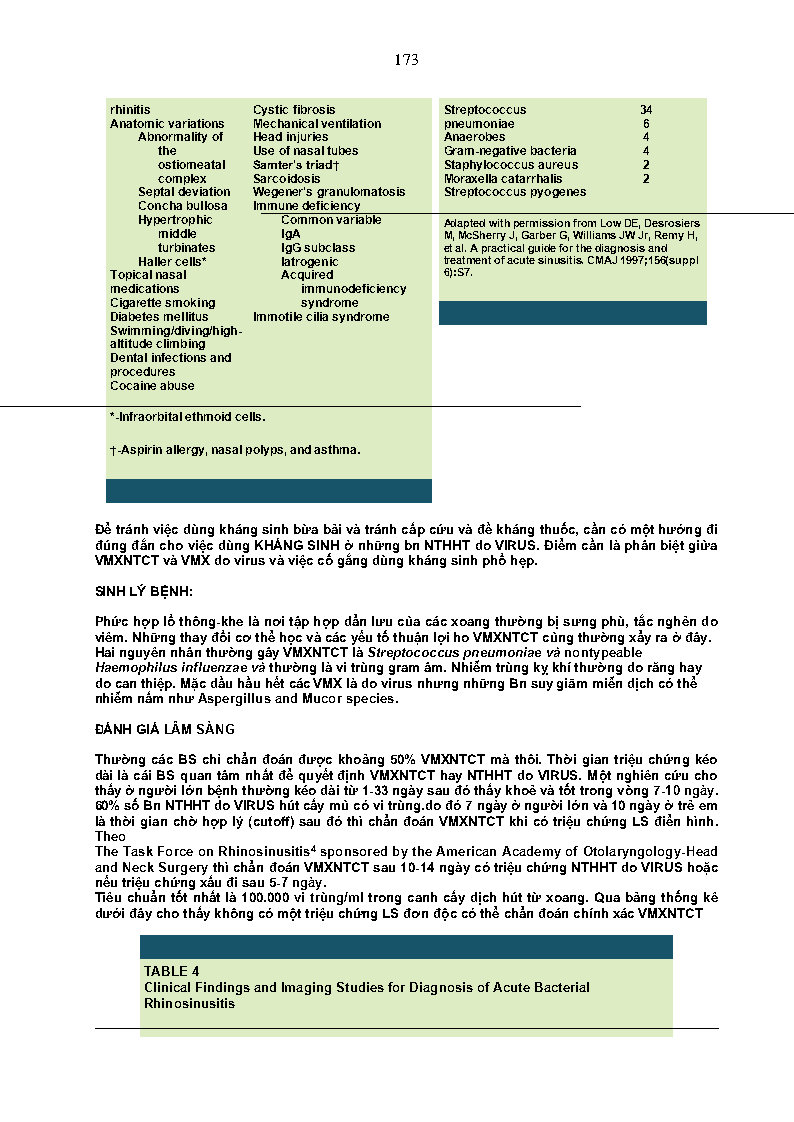 173
rhinitis
Anatomic variations
Abnormality of
the
ostiomeatal
complex
Septal deviation
Concha bullosa
Hypertrophic
middle
turbinates
Haller cells*
Topical nasal
medications
Cigarette smoking
Diabetes mellitus
Swimming/diving/high-
altitude climbing
Dental infections and
procedures
Cocaine abuse
Cystic fibrosis
Mechanical ventilation
Head injuries
Use of nasal tubes
Samter's triad†
Sarcoidosis
Wegener's granulomatosis
Immune deficiency
Common variable
IgA
IgG subclass
Iatrogenic
Acquired
immunodeficiency
syndrome
Immotile cilia syndrome
*-Infraorbital ethmoid cells.
†-Aspirin allergy, nasal polyps, and asthma.
Streptococcus 34
pneumoniae 6
Anaerobes 4
Gram-negative bacteria 4
Staphylococcus aureus 2
Moraxella catarrhalis 2
Streptococcus pyogenes
Adapted with permission from Low DE, Desrosiers
M, McSherry J, Garber G, Williams JW Jr, Remy H,
et al. A practical guide for the diagnosis and
treatment of acute sinusitis. CMAJ 1997;156(suppl
6):S7.
Để tránh việc dùng kháng sinh bừa bải và tránh cấp cứu và đề kháng thuốc, cần có một hướng đi
đúng đắn cho việc dùng KHÁNG SINH ở những bn NTHHT do VIRUS. Điểm cần là phân biệt giửa
VMXNTCT và VMX do virus và việc cố gắng dùng kháng sinh phổ hẹp.
SINH LÝ BỆNH:
Phức hợp lổ thông-khe là nơi tập hợp dẩn lưu của các xoang thường bị sưng phù, tắc nghẻn do
viêm. Những thay đổi cơ thể học và các yếu tố thuận lợi ho VMXNTCT củng thường xẩy ra ở đây.
Hai nguyên nhân thường gây VMXNTCT là Streptococcus pneumoniae và nontypeable
Haemophilus influenzae và thường là vi trùng gram âm. Nhiễm trùng kỵ khí thường do răng hay
do can thiệp. Mặc dầu hầu hết các VMX là do virus nhưng những Bn suy giãm miễn dịch có thể
nhiễm nấm như Aspergillus and Mucor species.
ĐÁNH GIÁ LÂM SÀNG
Thường các BS chỉ chẩn đoán được khoảng 50% VMXNTCT mà thôi. Thời gian triệu chứng kéo
dài là cái BS quan tâm nhất để quyết định VMXNTCT hay NTHHT do VIRUS. Một nghiên cứu cho
thấy ở người lớn bệnh thường kéo dài từ 1-33 ngày sau đó thấy khoẻ và tốt trong vòng 7-10 ngày.
60% số Bn NTHHT do VIRUS hút cấy mủ có vi trùng.do đó 7 ngày ở người lớn và 10 ngày ở trẻ em
là thời gian chờ hợp lý (cutoff) sau đó thì chẩn đoán VMXNTCT khi có triệu chứng LS điển hình.
Theo
The Task Force on Rhinosinusitis4 sponsored by the American Academy of Otolaryngology-Head
and Neck Surgery thì chẩn đoán VMXNTCT sau 10-14 ngày có triệu chứng NTHHT do VIRUS hoặc
nếu triệu chứng xấu đi sau 5-7 ngày.
Tiêu chuẩn tốt nhất là 100.000 vi trùng/ml trong canh cấy dịch hút từ xoang. Qua bảng thống kê
dưới đây cho thấy không có một triệu chứng LS đơn độc có thể chẩn đoán chính xác VMXNTCT
TABLE 4
Clinical Findings and Imaging Studies for Diagnosis of Acute Bacterial
Rhinosinusitis